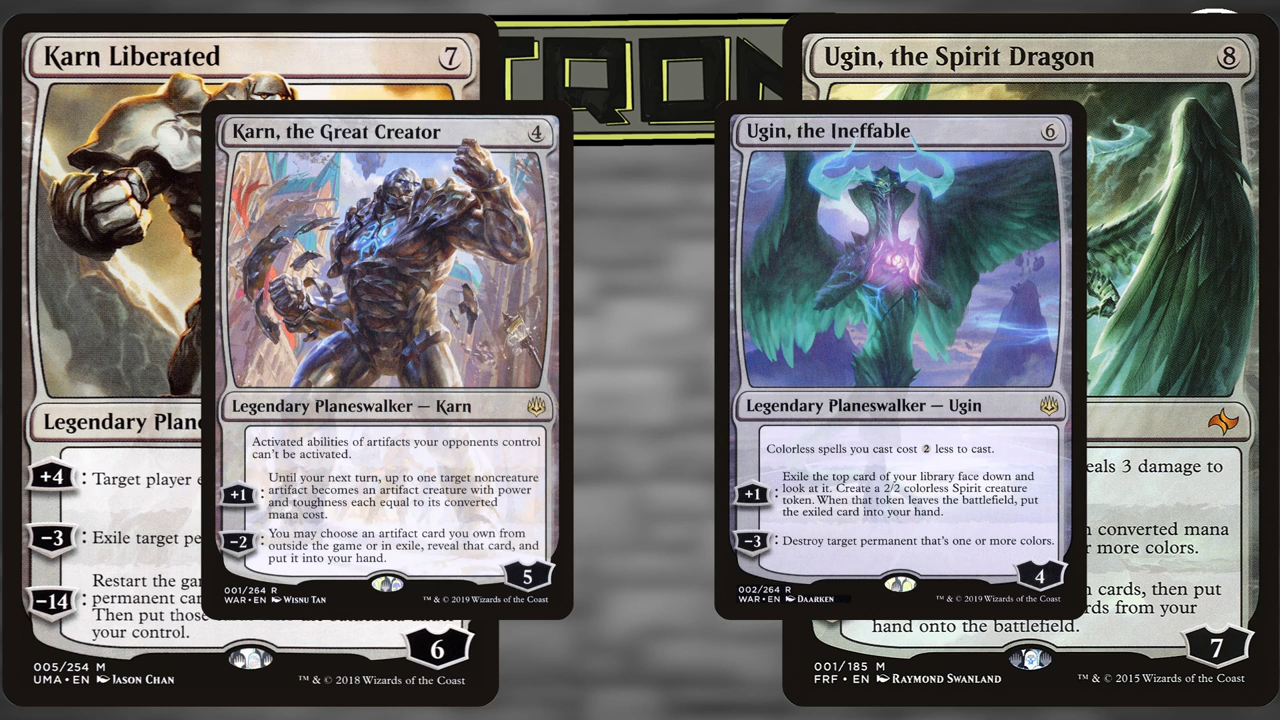 Karn Liberated 7
Legendary Plane
+4 : Target player e
−3 : Exile target pe
Restart the gar
−14 : permanent car
Then put those
your control.
6
005/254 M
UMA • EN Jason Chan
™ & © 2018 Wizards of the Coast
Karn, the Great Creator 4
Legendary Planeswalker — Karn
Activated abilities of artifacts your opponents control
can't be activated.
Until your next turn, up to one target noncreature
artifact becomes an artifact creature with power
+1 : and toughness each equal to its converted
mana cost.
You may choose an artifact card you own from
−2 : outside the game or in exile, reveal that card, and
put it into your hand.
5
001/264 R
WAR • EN Wisnu Tan
™ & © 2019 Wizards of the Coast
Ugin, the Ineffable 6
Legendary Planeswalker — Ugin
Colorless spells you cast cost 2 less to cast.
Exile the top card of your library face down and
+1 : look at it. Create a 2/2 colorless Spirit creature
token. When that token leaves the battlefield, put
the exiled card into your hand.
−3 : Destroy target permanent that's one or more colors.
4
002/264 R
WAR • EN Daarken
™ & © 2019 Wizards of the Coast
Ugin, the Spirit Dragon 8
eals 3 damage to
converted mana
r more colors.
cards, then put
rds from your
hand onto the battlefield.
7
001/185 M
FRF • EN Raymond Swanland
™ & © 2015 Wizards of the Coast